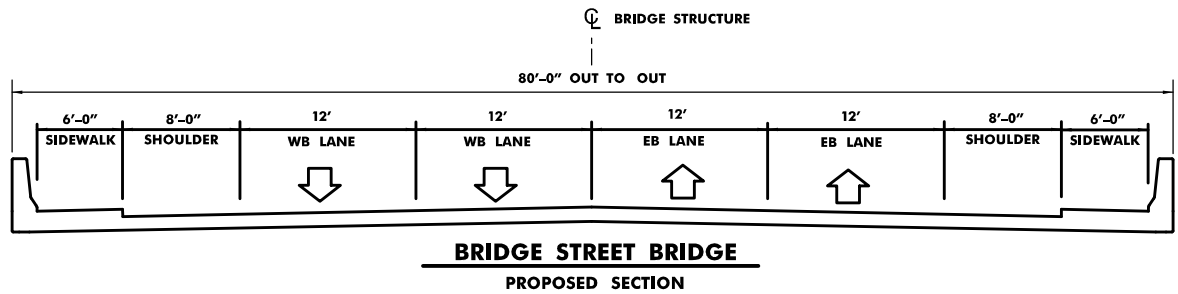 ℄ BRIDGE STRUCTURE
80'-0" OUT TO OUT
6'-0" 8'-0" 12' 12' 12' 12' 8'-0" 6'-0"
SIDEWALK SHOULDER WB LANE WB LANE EB LANE EB LANE SHOULDER SIDEWALK
BRIDGE STREET BRIDGE
PROPOSED SECTION